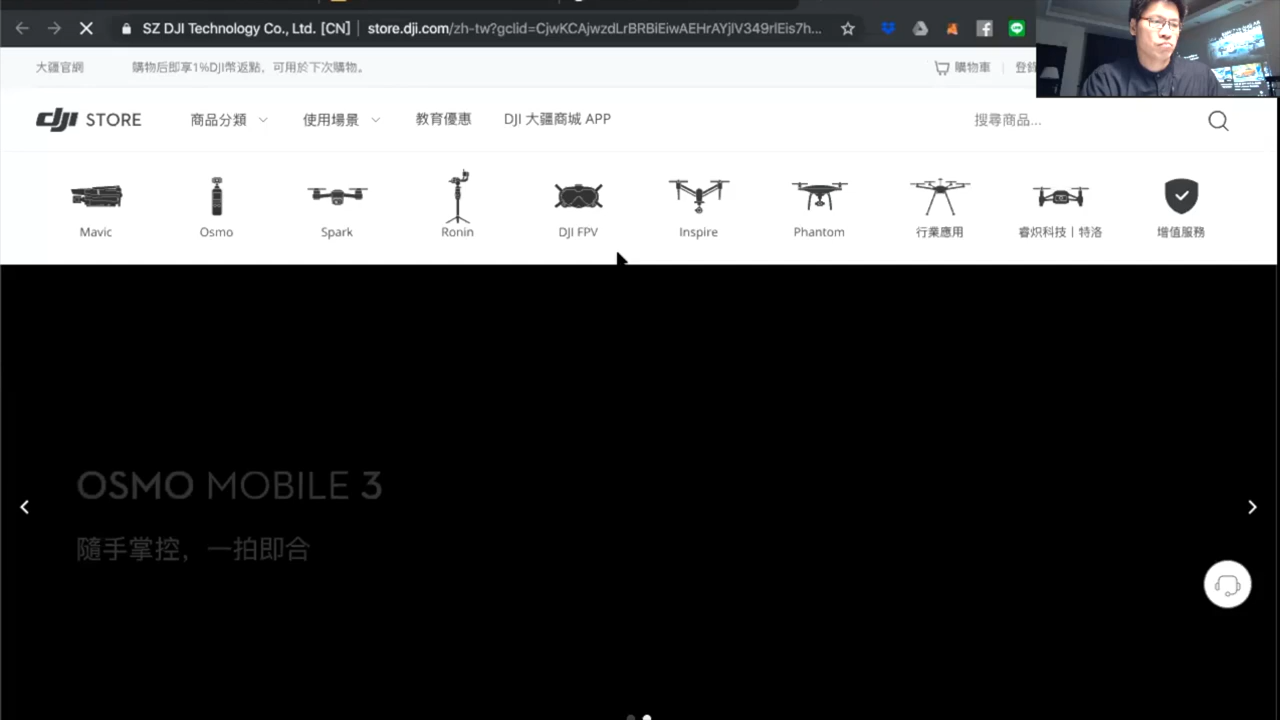 SZ DJI Technology Co., Ltd. [CN] store.dji.com/zh-tw?gclid=CjwKCAjwzdLrBRBiEiwAEHrAYjlV349rlEis7h...
大疆官網 購物后即享1%DJI幣返點，可用於下次購物。 購物車 登錄
dji STORE 商品分類 使用場景 教育優惠 DJI 大疆商城 APP 搜尋商品...
Mavic Osmo Spark Ronin DJI FPV Inspire Phantom 行業應用 睿炽科技丨特洛 增值服務
OSMO MOBILE 3
隨手掌控，一拍即合